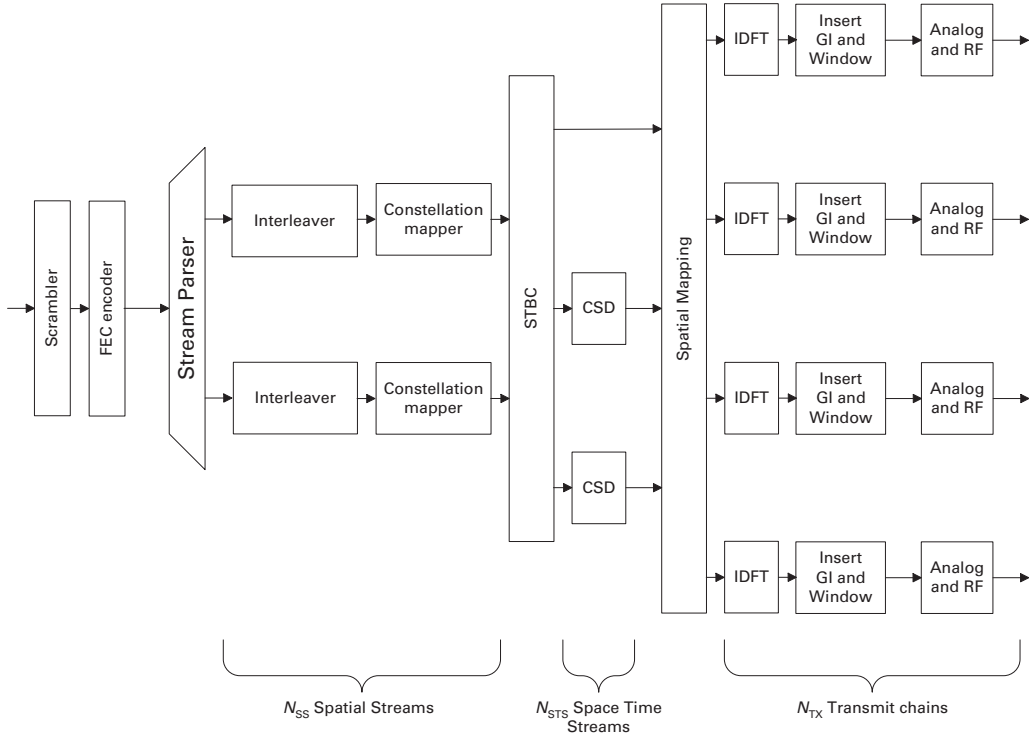 IDFT
Insert
GI and
Window
Analog
and RF
Scrambler
FEC encoder
Stream Parser
Interleaver
Constellation
mapper
STBC
CSD
Spatial Mapping
IDFT
Insert
GI and
Window
Analog
and RF
Interleaver
Constellation
mapper
CSD
IDFT
Insert
GI and
Window
Analog
and RF
IDFT
Insert
GI and
Window
Analog
and RF
NSS Spatial Streams
NSTS Space Time
Streams
NTX Transmit chains